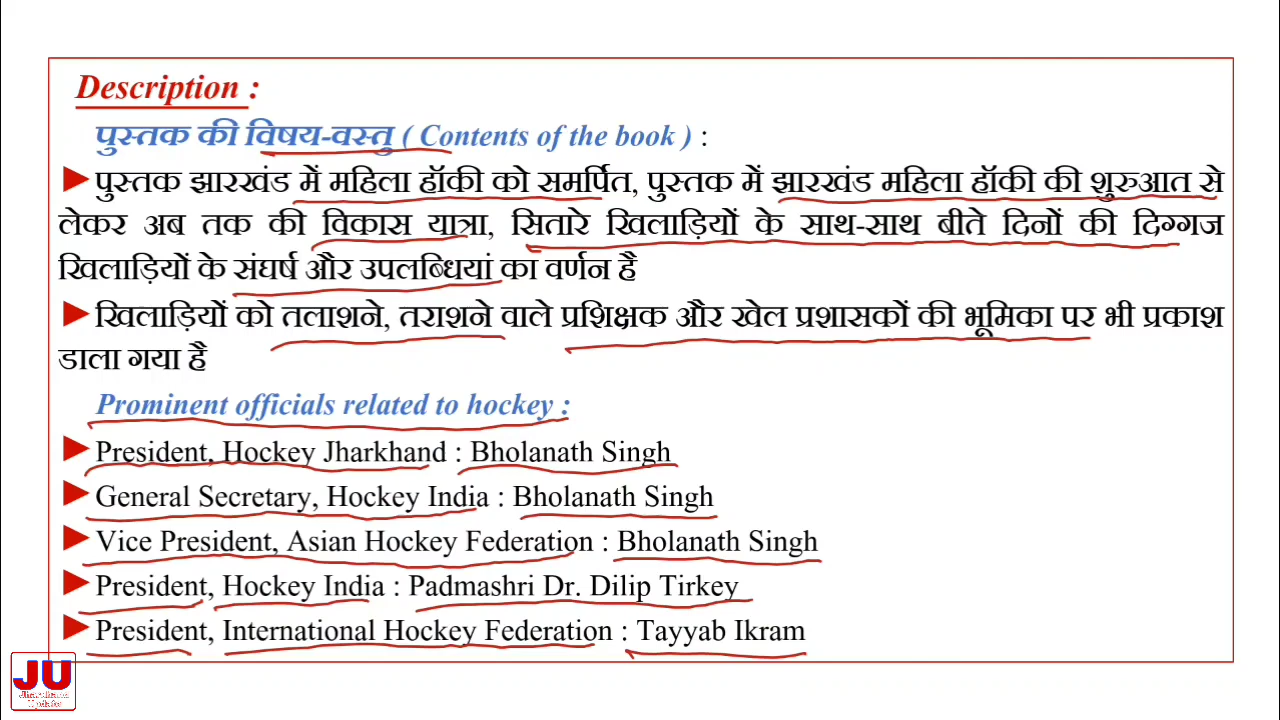 Description :
पुस्तक की विषय-वस्तु ( Contents of the book ) :
►पुस्तक झारखंड में महिला हॉकी को समर्पित, पुस्तक में झारखंड महिला हॉकी की शुरुआत से
लेकर अब तक की विकास यात्रा, सितारे खिलाड़ियों के साथ-साथ बीते दिनों की दिग्गज
खिलाड़ियों के संघर्ष और उपलब्धियां का वर्णन है
►खिलाड़ियों को तलाशने, तराशने वाले प्रशिक्षक और खेल प्रशासकों की भूमिका पर भी प्रकाश
डाला गया है
Prominent officials related to hockey :
►President, Hockey Jharkhand : Bholanath Singh
►General Secretary, Hockey India : Bholanath Singh
►Vice President, Asian Hockey Federation : Bholanath Singh
►President, Hockey India : Padmashri Dr. Dilip Tirkey
►President, International Hockey Federation : Tayyab Ikram
JU
Jharkhand
Updates